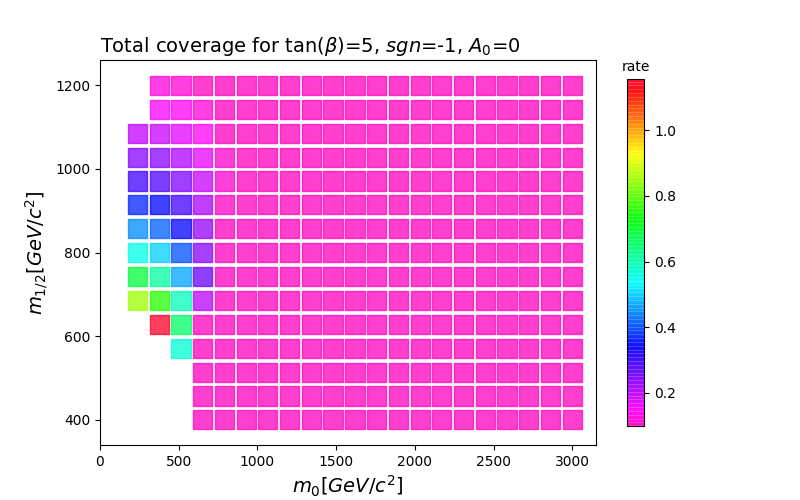 Total coverage for tan(β)=5, sgn=-1, A₀=0
rate
1200
1000
800
600
400
1.0
0.8
0.6
0.4
0.2
m₁/₂[GeV/c²]
0 500 1000 1500 2000 2500 3000
m₀[GeV/c²]